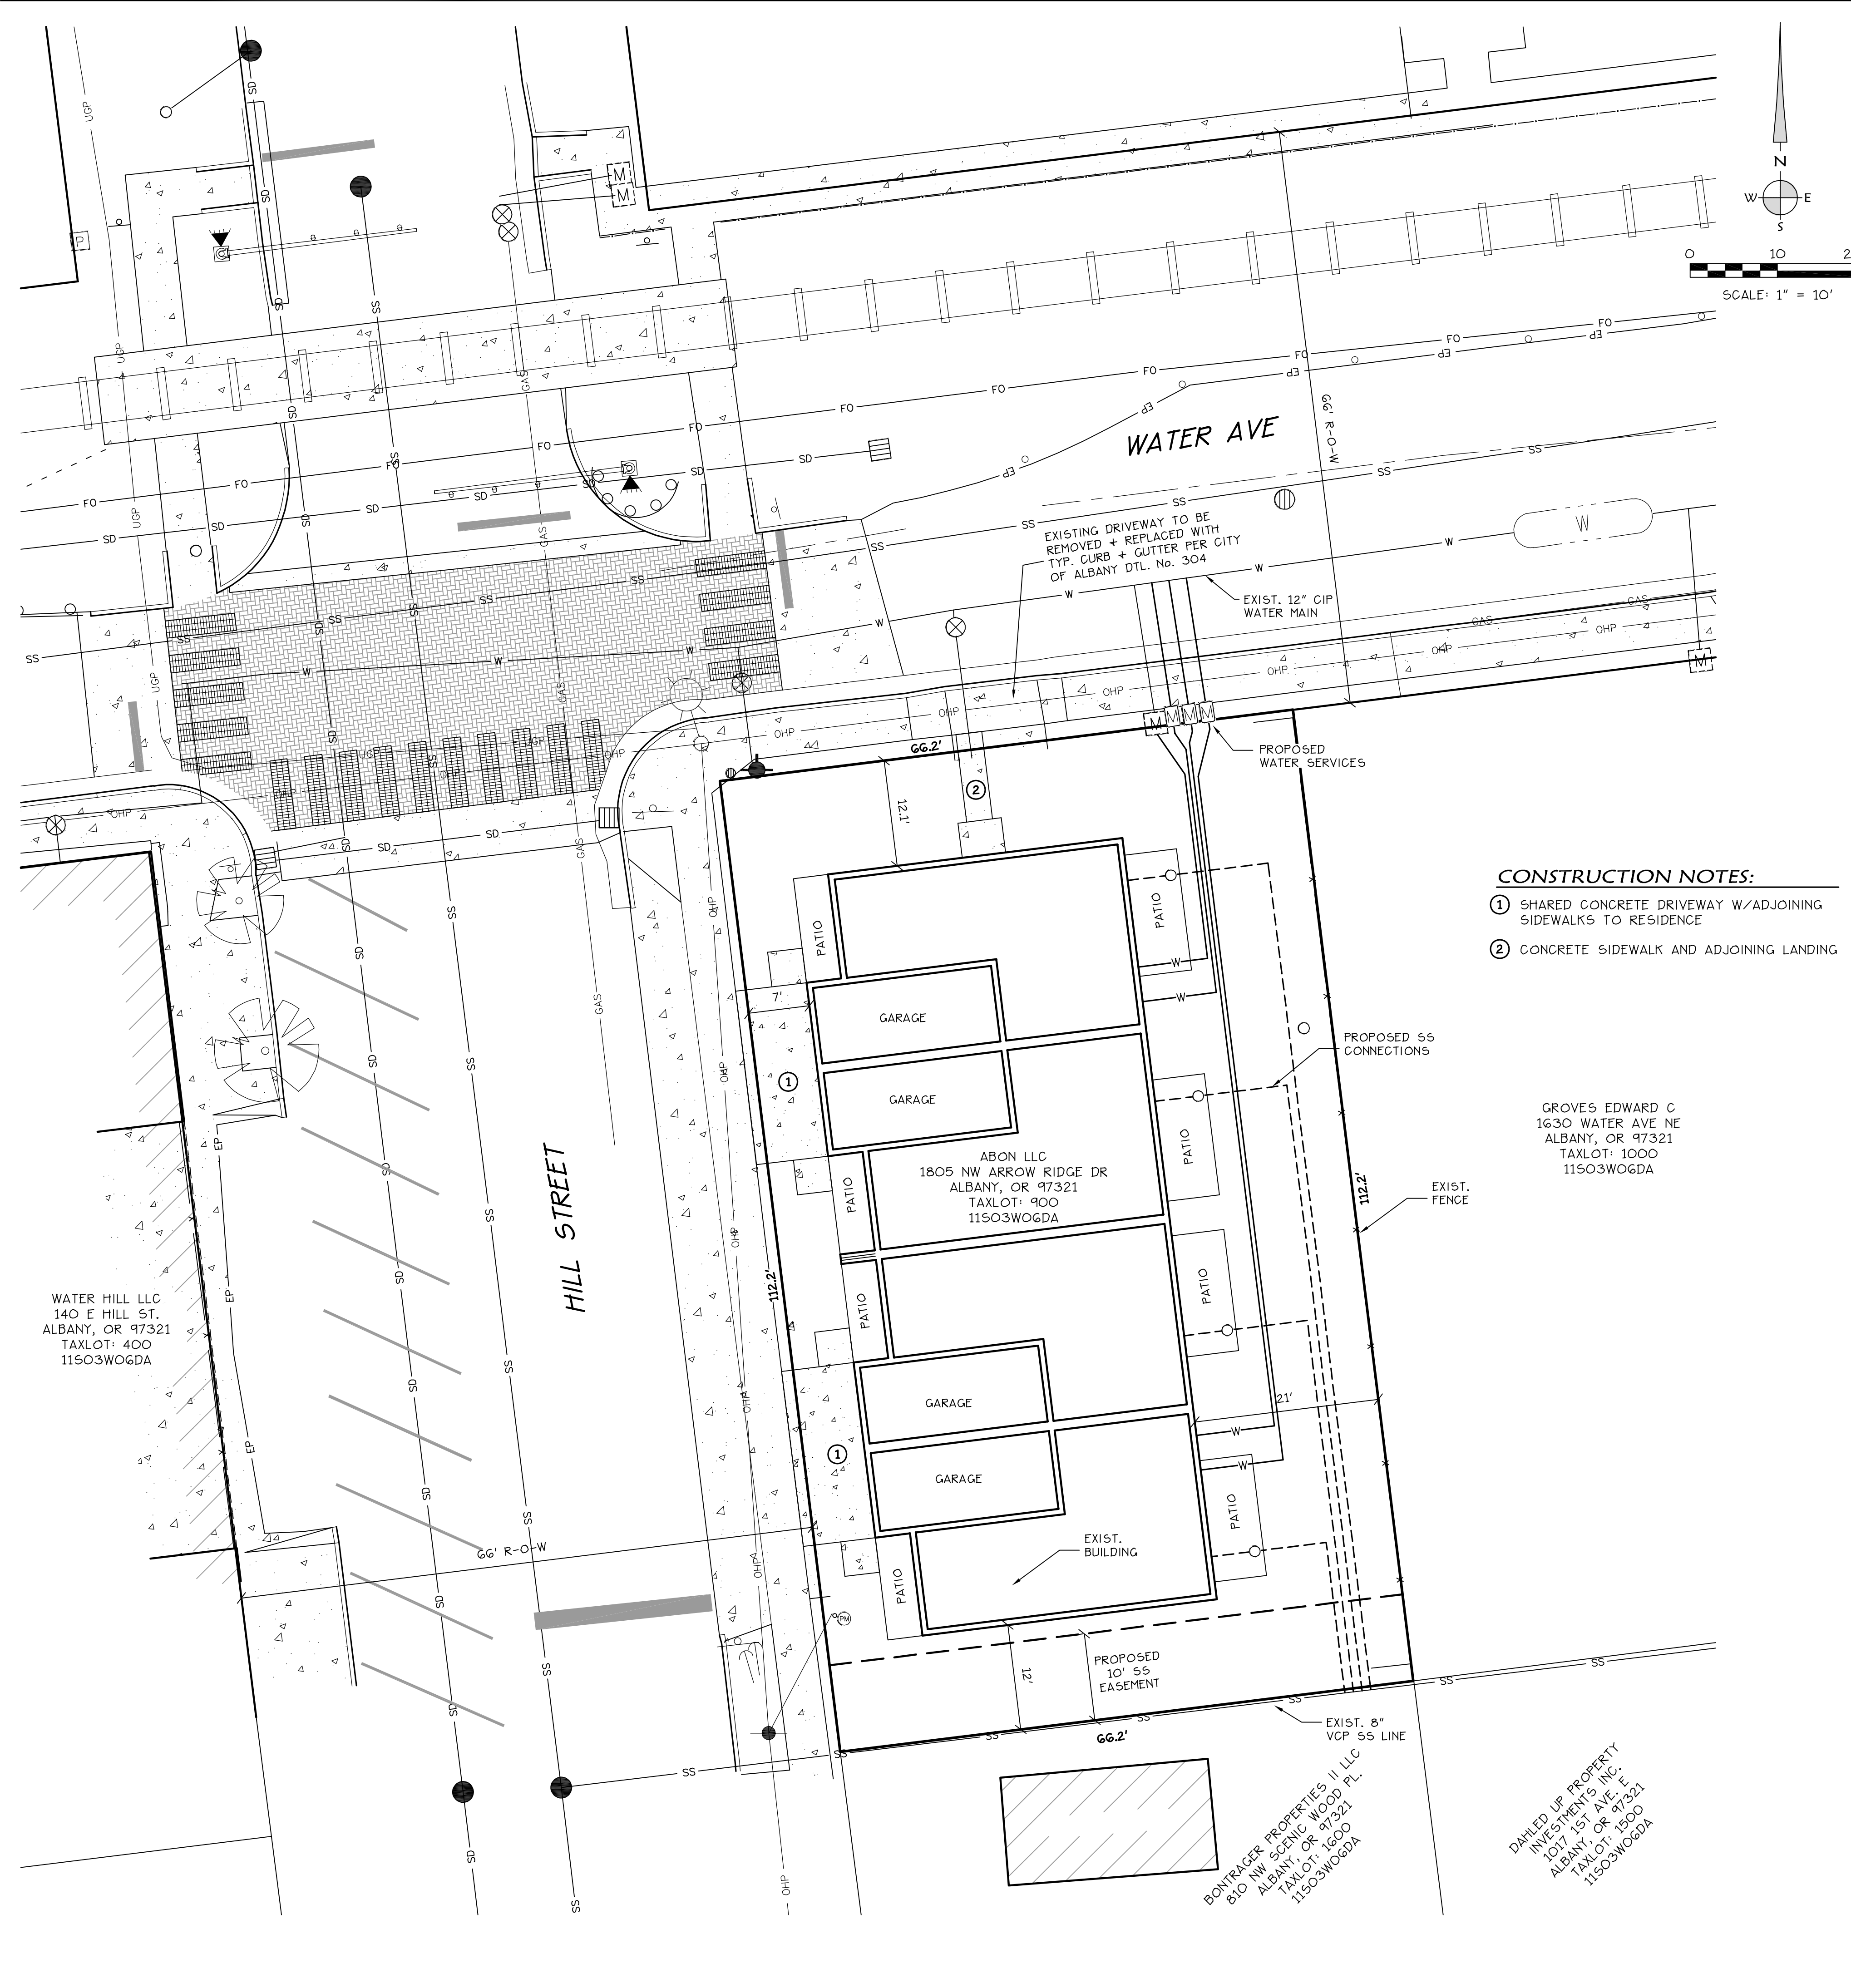 N
W
E
S
0
10
SCALE: 1" = 10'
WATER AVE
66' R-O-W
EXISTING DRIVEWAY TO BE
REMOVED + REPLACED WITH
TYP. CURB + GUTTER PER CITY
OF ALBANY DTL. No. 304
EXIST. 12" CIP
WATER MAIN
PROPOSED
WATER SERVICES
66.2'
12.1'
2
CONSTRUCTION NOTES:
1 SHARED CONCRETE DRIVEWAY W/ADJOINING
SIDEWALKS TO RESIDENCE
2 CONCRETE SIDEWALK AND ADJOINING LANDING
PATIO
PATIO
7'
GARAGE
1
GARAGE
PROPOSED SS
CONNECTIONS
GROVES EDWARD C
1630 WATER AVE NE
ALBANY, OR 97321
TAXLOT: 1000
11S03W06DA
ABON LLC
1805 NW ARROW RIDGE DR
ALBANY, OR 97321
TAXLOT: 900
11S03W06DA
PATIO
PATIO
HILL STREET
EXIST.
FENCE
112.2'
112.2'
WATER HILL LLC
140 E HILL ST.
ALBANY, OR 97321
TAXLOT: 400
11S03W06DA
PATIO
PATIO
GARAGE
21'
1
GARAGE
PATIO
PATIO
EXIST.
BUILDING
66' R-O-W
PM
12'
PROPOSED
10' SS
EASEMENT
66.2'
EXIST. 8"
VCP SS LINE
BONTRAGER PROPERTIES II LLC
810 NW SCENIC WOOD PL.
ALBANY, OR 97321
TAXLOT: 1600
11S03W06DA
DAHLED UP PROPERTY
INVESTMENTS INC.
1017 1ST AVE. E
ALBANY, OR 97321
TAXLOT: 1500
11S03W06DA
UGP
SD
SS
GAS
FO
EP
W
OHP
M
P